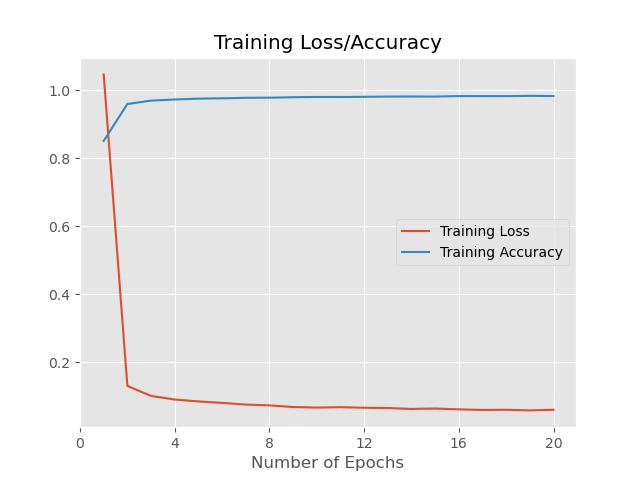 Training Loss/Accuracy
1.0
0.8
0.6
0.4
0.2
Training Loss
Training Accuracy
0 4 8 12 16 20
Number of Epochs